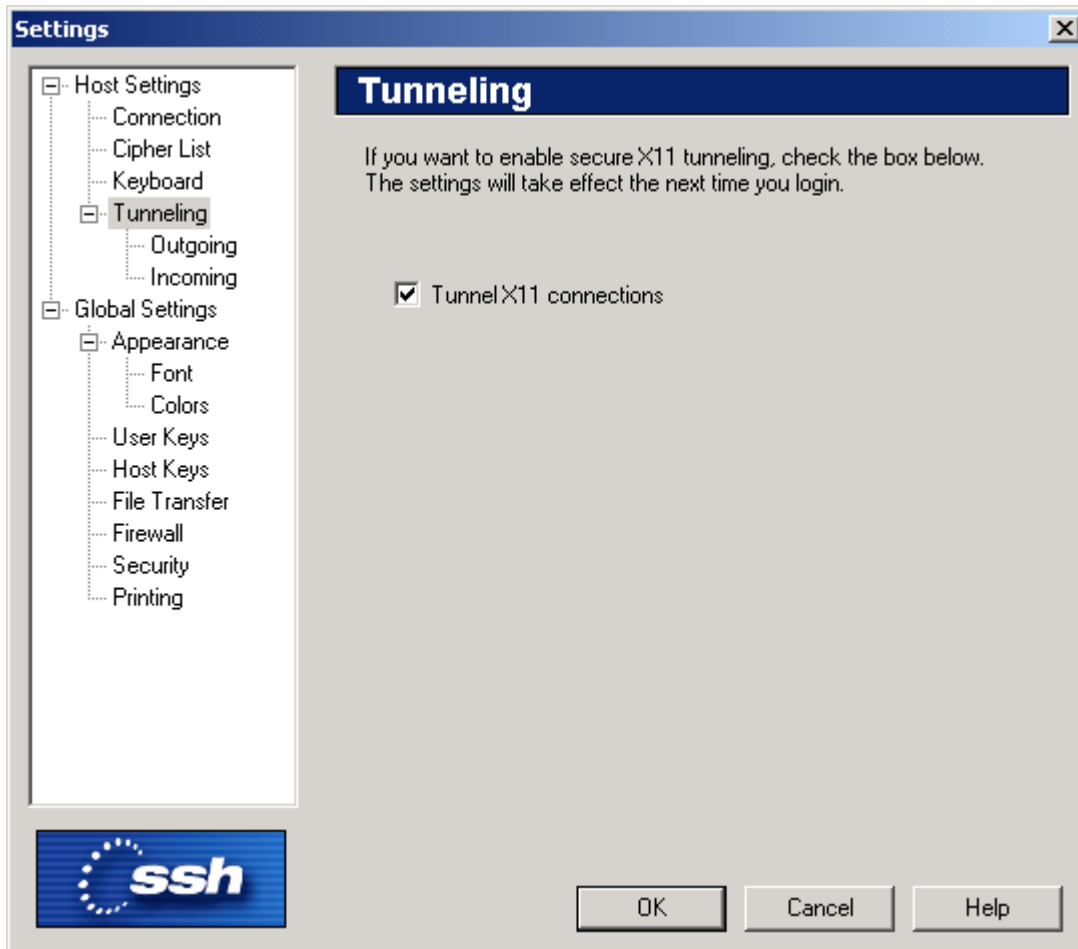 Settings
Host Settings
Connection
Cipher List
Keyboard
Tunneling
Outgoing
Incoming
Global Settings
Appearance
Font
Colors
User Keys
Host Keys
File Transfer
Firewall
Security
Printing
ssh
Tunneling
If you want to enable secure X11 tunneling, check the box below.
The settings will take effect the next time you login.
Tunnel X11 connections
OK
Cancel
Help